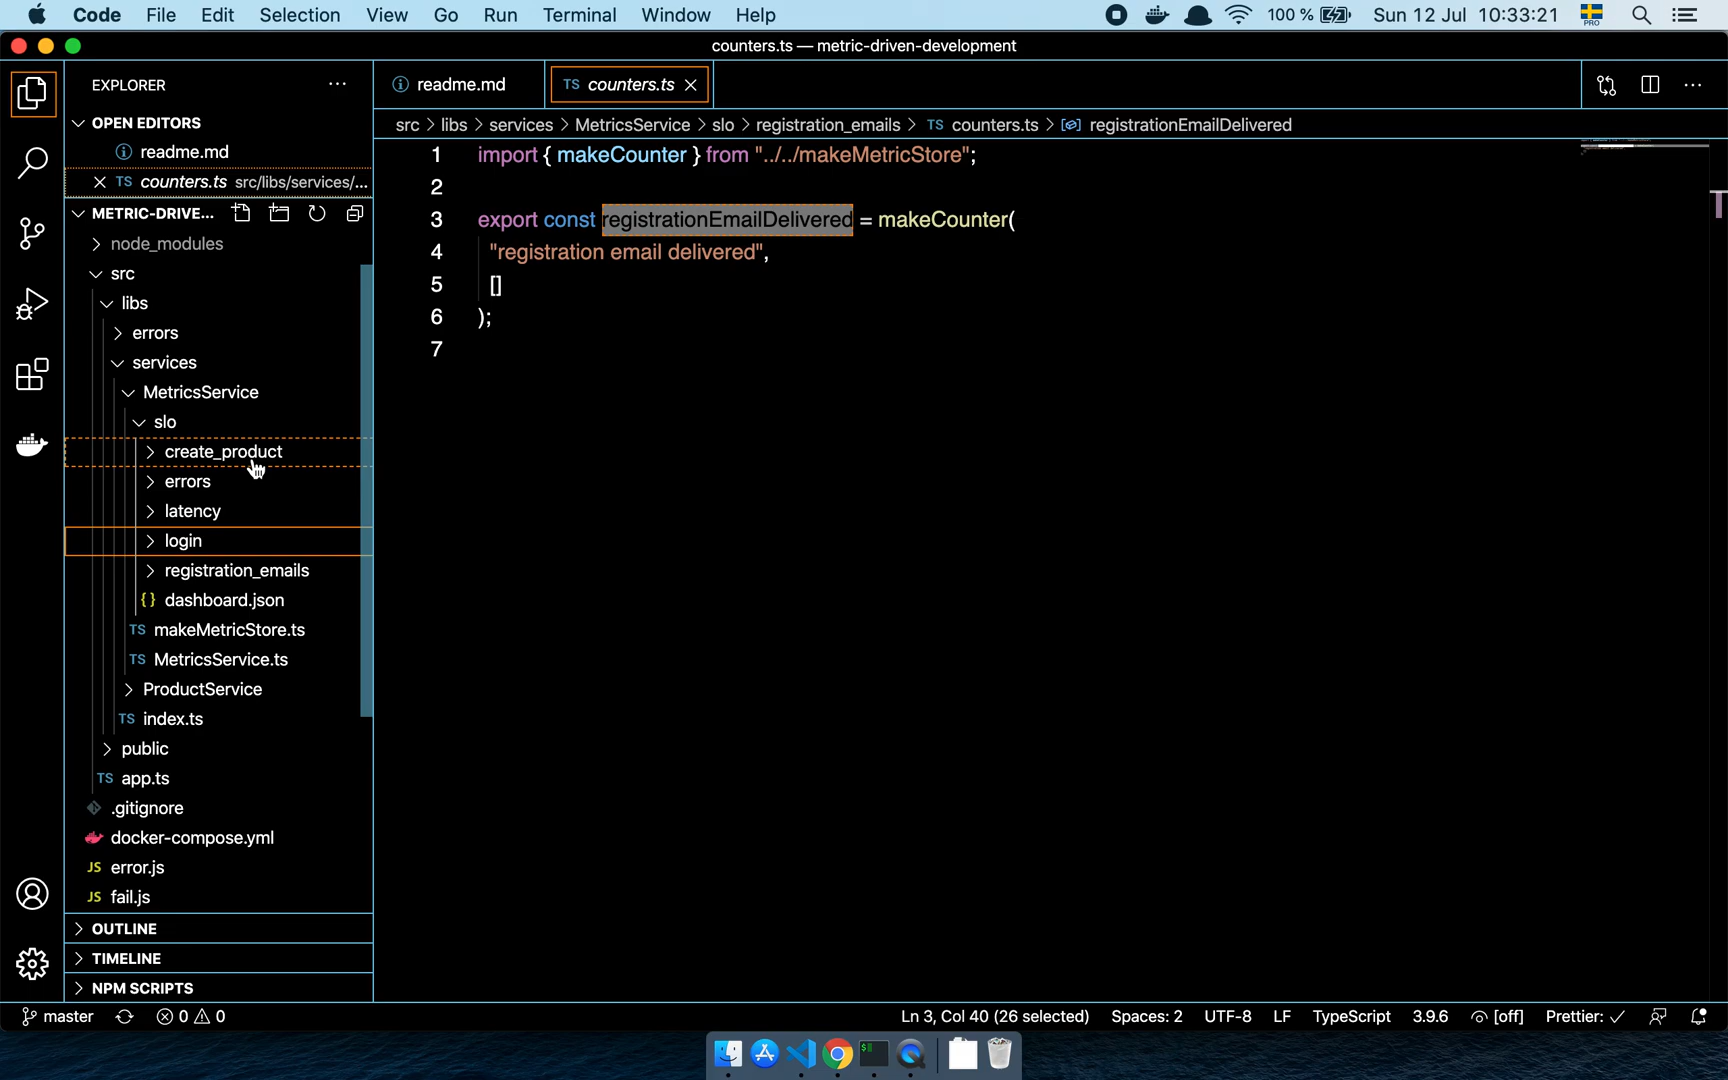 Code File Edit Selection View Go Run Terminal Window Help 100 % Sun 12 Jul 10:33:21 PRO
counters.ts — metric-driven-development
EXPLORER
readme.md
TS counters.ts
OPEN EDITORS
readme.md
TS counters.ts src/libs/services/...
METRIC-DRIVE...
node_modules
src
libs
errors
services
MetricsService
slo
create_product
errors
latency
login
registration_emails
{} dashboard.json
TS makeMetricStore.ts
TS MetricsService.ts
ProductService
TS index.ts
public
TS app.ts
.gitignore
docker-compose.yml
JS error.js
JS fail.js
OUTLINE
TIMELINE
NPM SCRIPTS
src > libs > services > MetricsService > slo > registration_emails > TS counters.ts > registrationEmailDelivered
1 import { makeCounter } from "../../makeMetricStore";
2
3 export const registrationEmailDelivered = makeCounter(
4 "registration email delivered",
5 []
6 );
7
master 0 0 Ln 3, Col 40 (26 selected) Spaces: 2 UTF-8 LF TypeScript 3.9.6 [off] Prettier: ✓